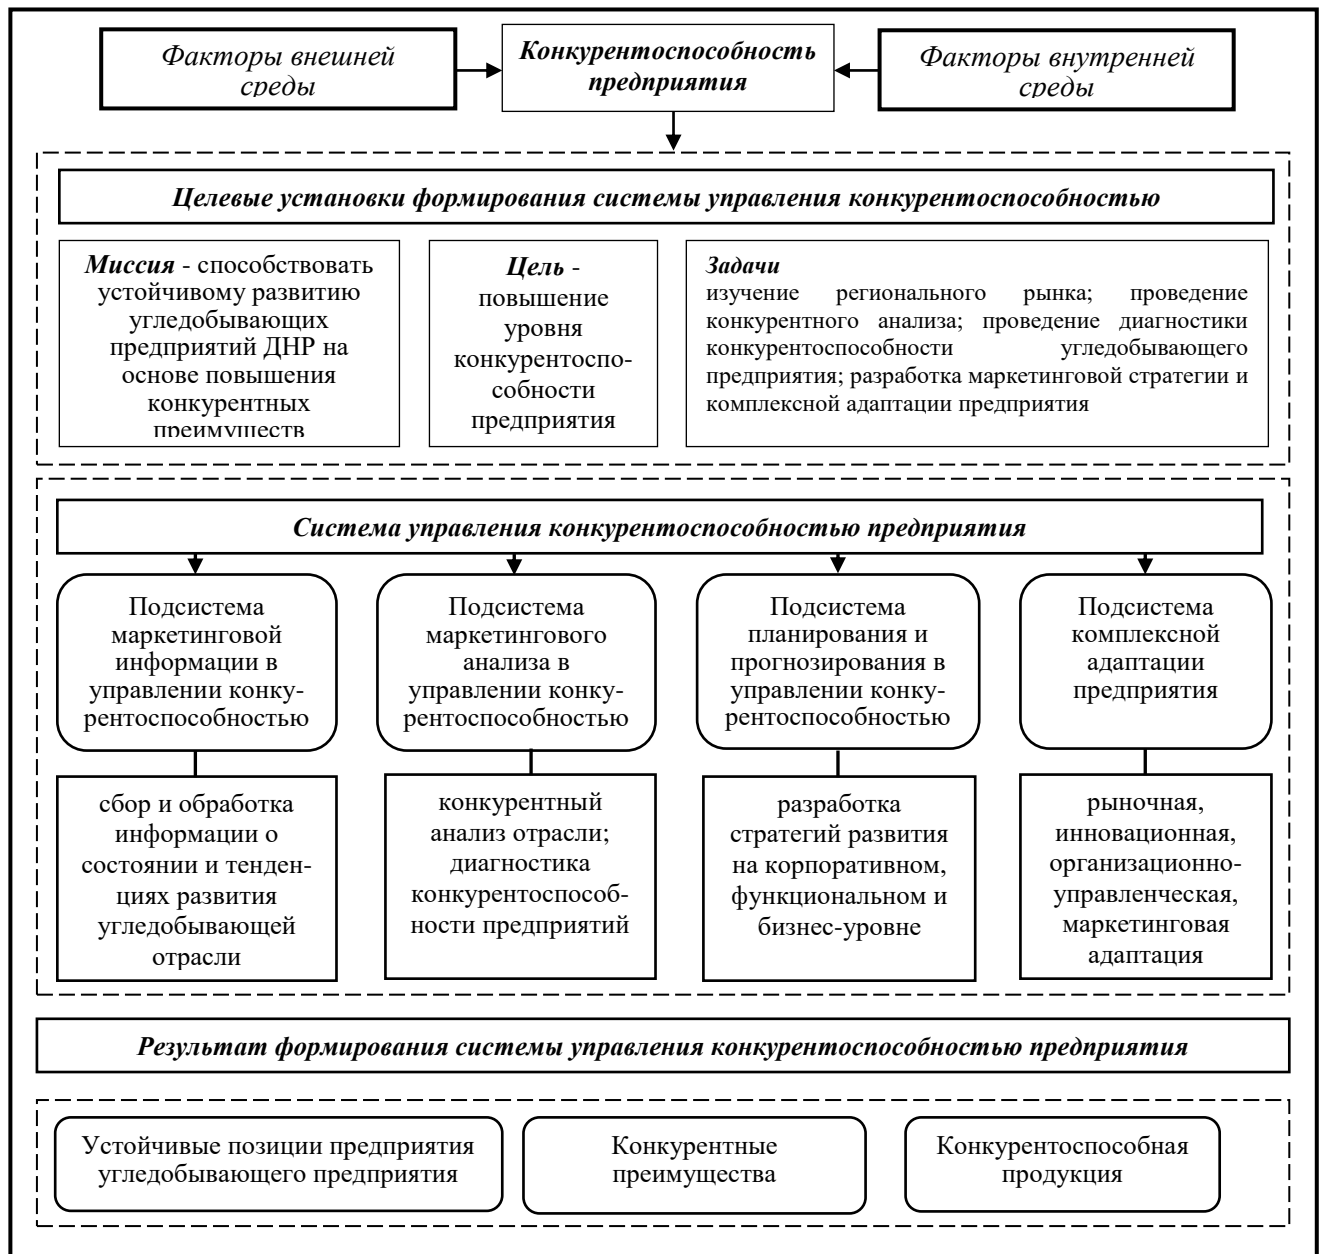 Факторы внешней
среды
Конкурентоспособность
предприятия
Факторы внутренней
среды
Целевые установки формирования системы управления конкурентоспособностью
Миссия - способствовать
устойчивому развитию
угледобывающих
предприятий ДНР на
основе повышения
конкурентных
преимуществ
Цель -
повышение
уровня
конкурентоспо-
собности
предприятия
Задачи
изучение регионального рынка; проведение
конкурентного анализа; проведение диагностики
конкурентоспособности угледобывающего
предприятия; разработка маркетинговой стратегии и
комплексной адаптации предприятия
Система управления конкурентоспособностью предприятия
Подсистема
маркетинговой
информации в
управлении конку-
рентоспособностью
Подсистема
маркетингового
анализа в
управлении конку-
рентоспособностью
Подсистема
планирования и
прогнозирования в
управлении конку-
рентоспособностью
Подсистема
комплексной
адаптации
предприятия
сбор и обработка
информации о
состоянии и тенден-
циях развития
угледобывающей
отрасли
конкурентный
анализ отрасли;
диагностика
конкурентоспособ-
ности предприятий
разработка
стратегий развития
на корпоративном,
функциональном и
бизнес-уровне
рыночная,
инновационная,
организационно-
управленческая,
маркетинговая
адаптация
Результат формирования системы управления конкурентоспособностью предприятия
Устойчивые позиции предприятия
угледобывающего предприятия
Конкурентные
преимущества
Конкурентоспособная
продукция